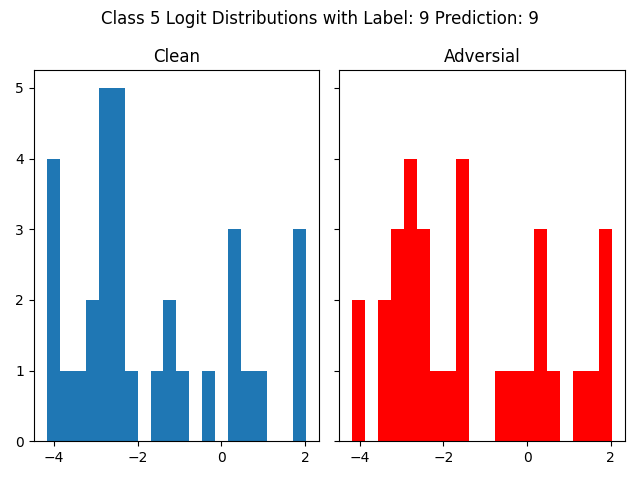 Class 5 Logit Distributions with Label: 9 Prediction: 9
Clean
Adversial
5
4
3
2
1
0
−4 −2 0 2
−4 −2 0 2